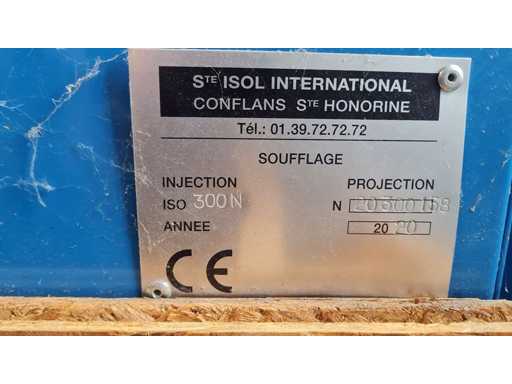 STE ISOL INTERNATIONAL
CONFLANS STE HONORINE
Tél.: 01.39.72.72.72
SOUFFLAGE
INJECTION PROJECTION
ISO 300 N N 20300158
ANNEE 20 20
CE